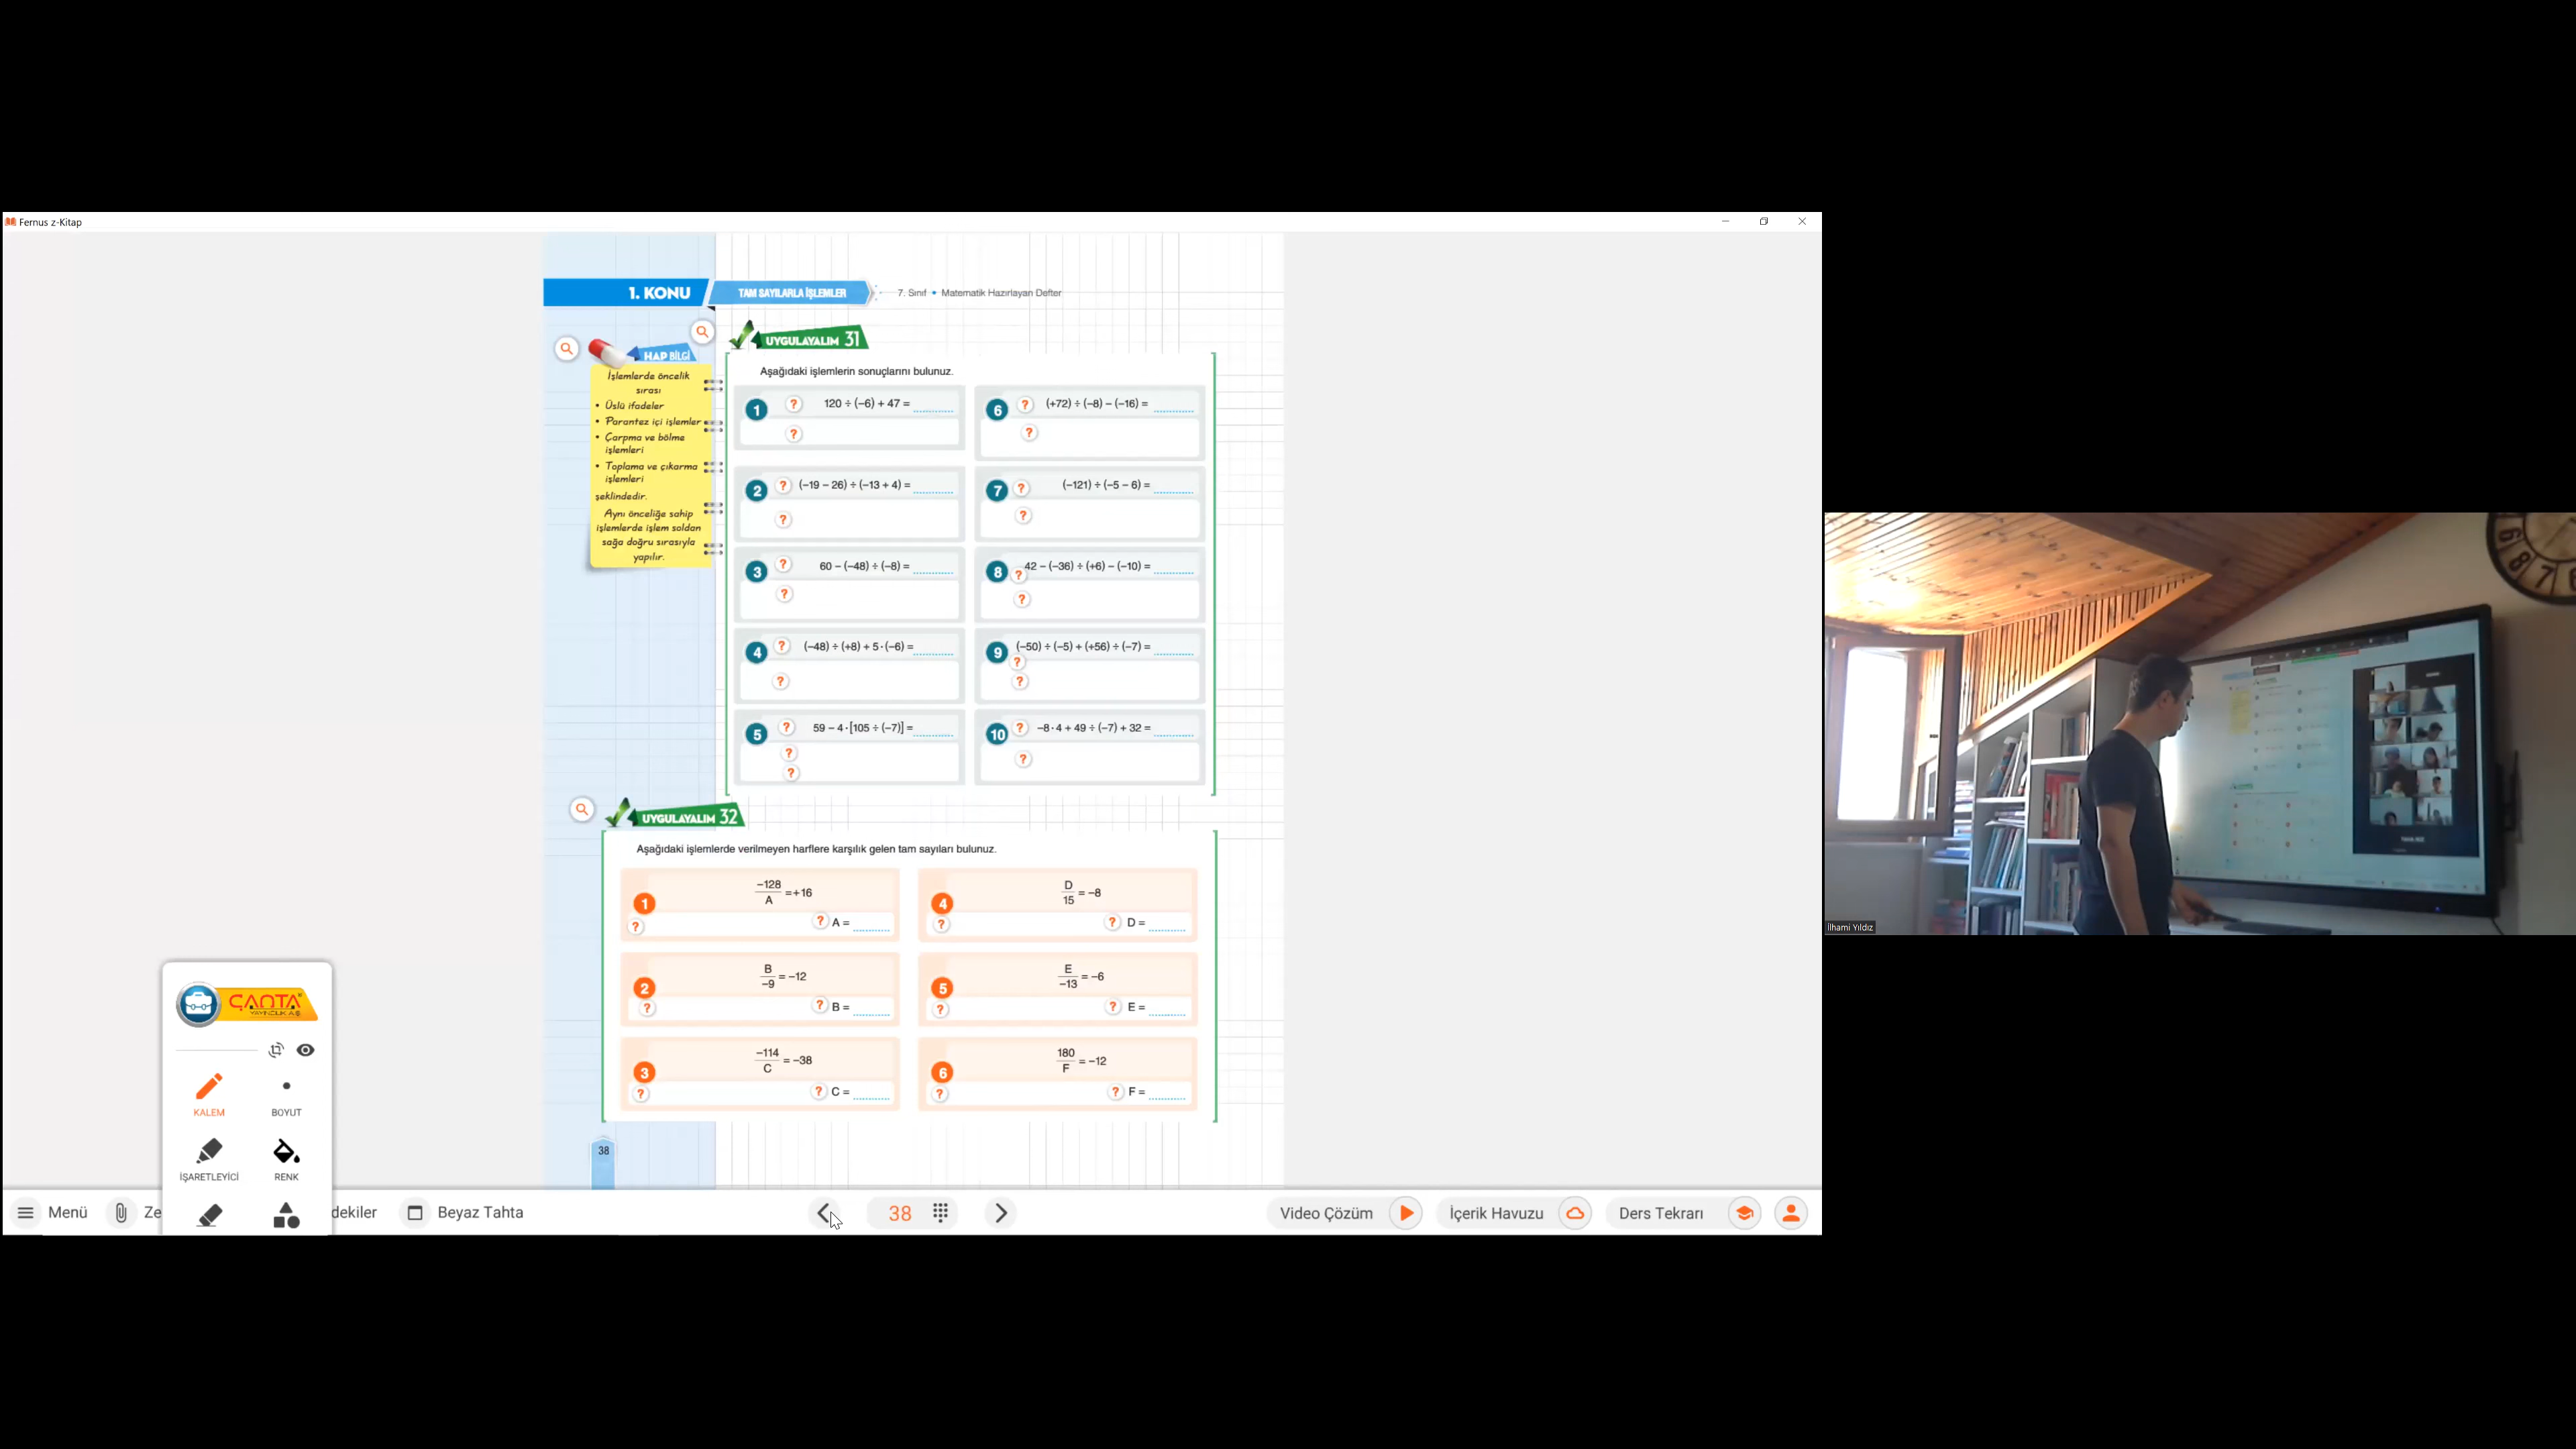 Fernus z-Kitap
1. KONU
TAM SAYILARLA İŞLEMLER
7. Sınıf • Matematik Hazırlayan Defter
HAP BİLGİ
İşlemlerde öncelik
sırası
• Üslü ifadeler
• Parantez içi işlemler
• Çarpma ve bölme
işlemleri
• Toplama ve çıkarma
işlemleri
şeklindedir.
Aynı önceliğe sahip
işlemlerde işlem soldan
sağa doğru sırasıyla
yapılır.
UYGULAYALIM 31
Aşağıdaki işlemlerin sonuçlarını bulunuz.
1 ? 120 ÷ (–6) + 47 = ............
?
2 ? (–19 – 26) ÷ (–13 + 4) = ............
?
3 ? 60 – (–48) ÷ (–8) = ............
?
4 ? (–48) ÷ (+8) + 5·(–6) = ............
?
5 ? 59 – 4·[105 ÷ (–7)] = ............
?
?
6 ? (+72) ÷ (–8) – (–16) = ............
?
7 ? (–121) ÷ (–5 – 6) = ............
?
8 ? 42 – (–36) ÷ (+6) – (–10) = ............
?
9 ? (–50) ÷ (–5) + (+56) ÷ (–7) = ............
?
10 ? –8·4 + 49 ÷ (–7) + 32 = ............
?
UYGULAYALIM 32
Aşağıdaki işlemlerde verilmeyen harflere karşılık gelen tam sayıları bulunuz.
1 –128/A = +16
? ? A = ..........
2 B/–9 = –12
? ? B = ..........
3 –114/C = –38
? ? C = ..........
4 D/15 = –8
? ? D = ..........
5 E/–13 = –6
? ? E = ..........
6 180/F = –12
? ? F = ..........
38
ÇANTA
YAYINCILIK A.Ş.
KALEM
BOYUT
İŞARETLEYİCİ
RENK
Menü
Ze
dekiler
Beyaz Tahta
38
Video Çözüm
İçerik Havuzu
Ders Tekrarı
İlhami Yıldız